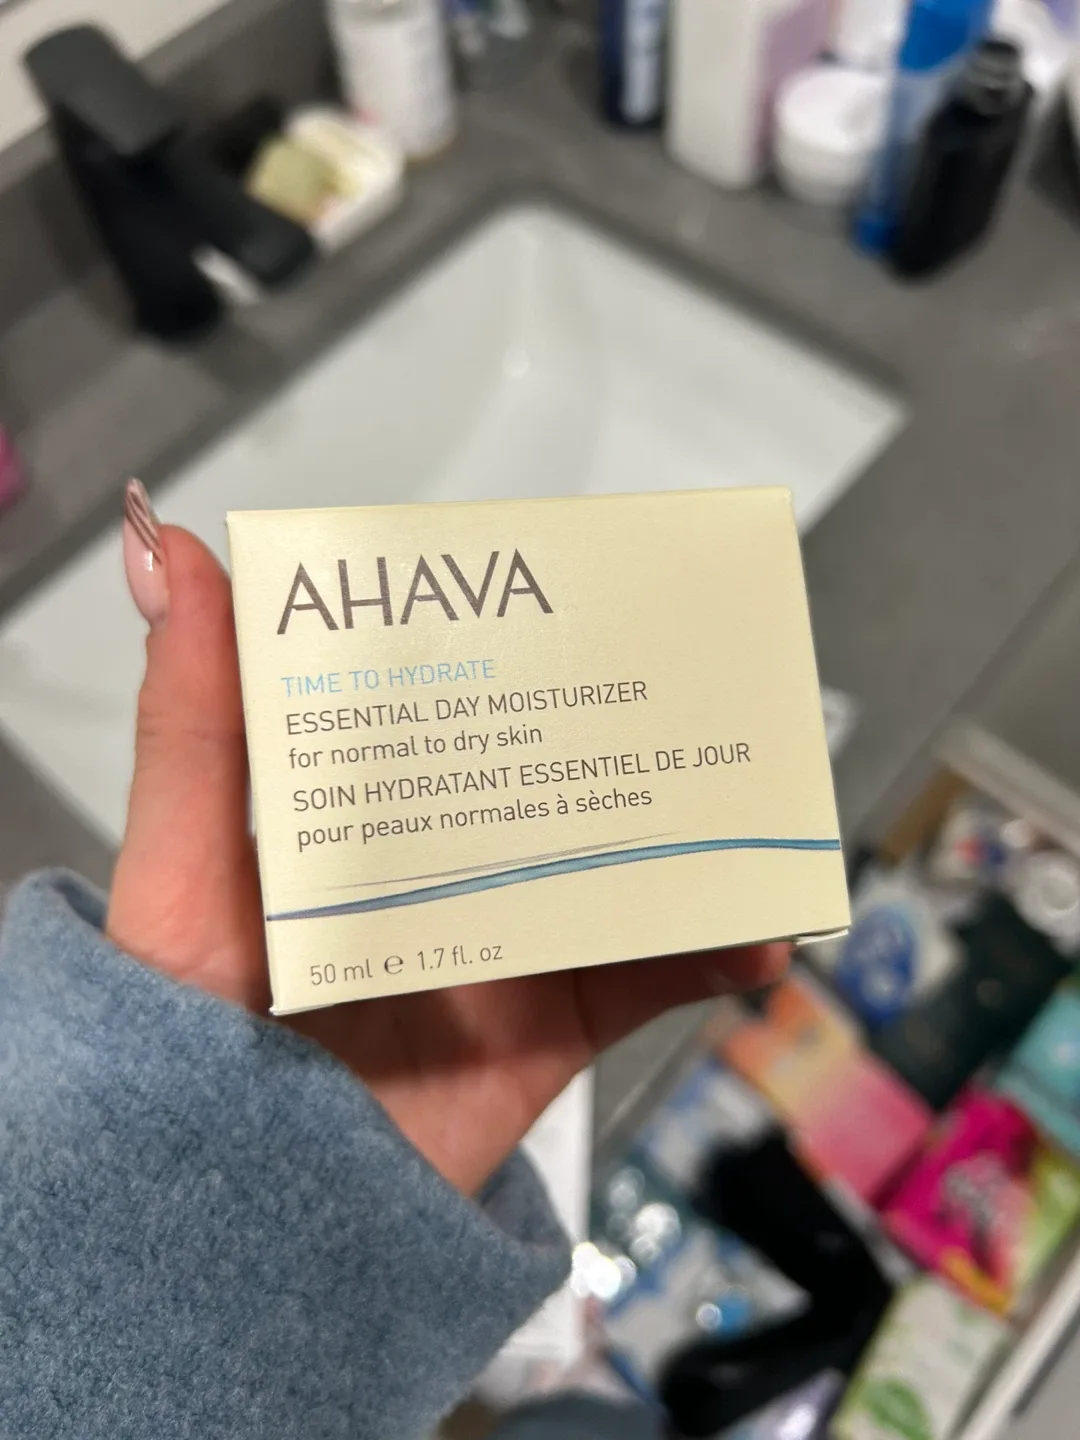 AHAVA
TIME TO HYDRATE
ESSENTIAL DAY MOISTURIZER
for normal to dry skin
SOIN HYDRATANT ESSENTIEL DE JOUR
pour peaux normales à sèches
50 ml ℮ 1.7 fl. oz